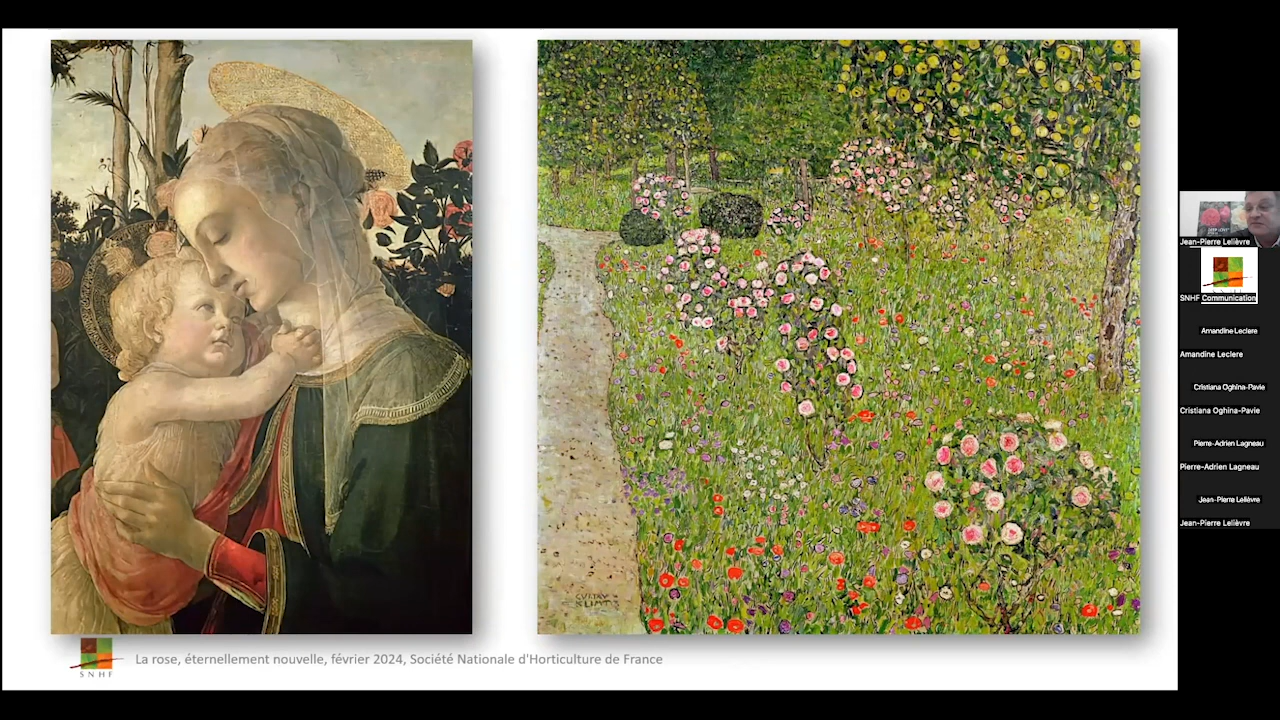 GUSTAV
KLIMT
SNHF
La rose, éternellement nouvelle, février 2024, Société Nationale d'Horticulture de France
Jean-Pierre Lelièvre
SNHF Communication
Amandine Leclere
Amandine Leclere
Cristiana Oghina-Pavie
Cristiana Oghina-Pavie
Pierre-Adrien Lagneau
Pierre-Adrien Lagneau
Jean-Pierre Lelièvre
Jean-Pierre Lelièvre